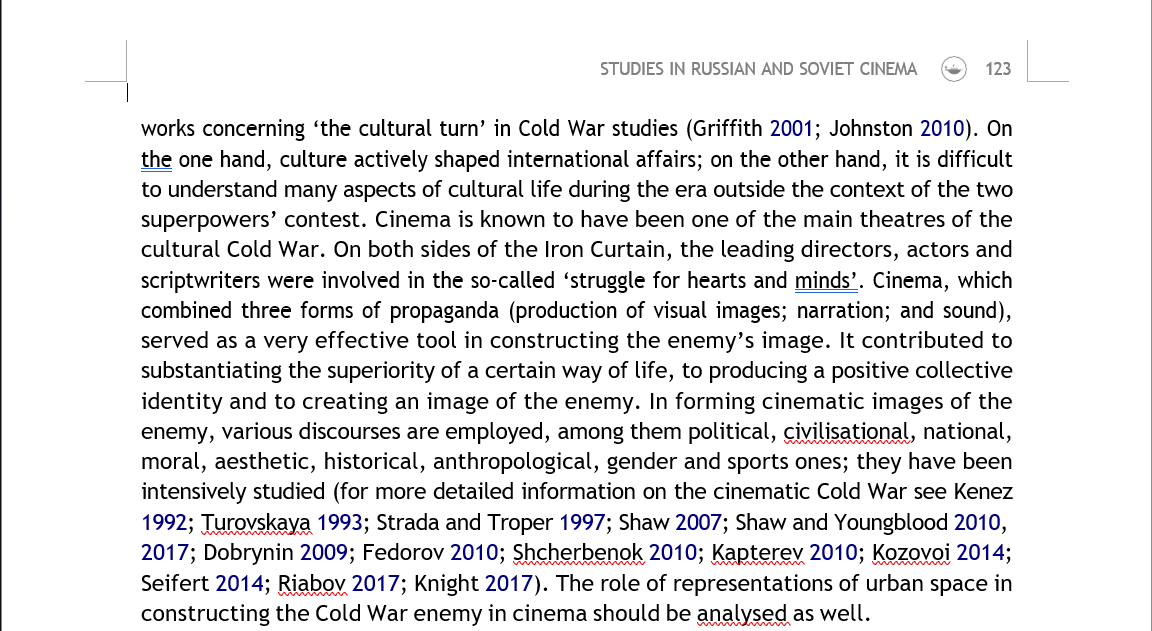 STUDIES IN RUSSIAN AND SOVIET CINEMA 123
works concerning ‘the cultural turn’ in Cold War studies (Griffith 2001; Johnston 2010). On
the one hand, culture actively shaped international affairs; on the other hand, it is difficult
to understand many aspects of cultural life during the era outside the context of the two
superpowers’ contest. Cinema is known to have been one of the main theatres of the
cultural Cold War. On both sides of the Iron Curtain, the leading directors, actors and
scriptwriters were involved in the so-called ‘struggle for hearts and minds’. Cinema, which
combined three forms of propaganda (production of visual images; narration; and sound),
served as a very effective tool in constructing the enemy’s image. It contributed to
substantiating the superiority of a certain way of life, to producing a positive collective
identity and to creating an image of the enemy. In forming cinematic images of the
enemy, various discourses are employed, among them political, civilisational, national,
moral, aesthetic, historical, anthropological, gender and sports ones; they have been
intensively studied (for more detailed information on the cinematic Cold War see Kenez
1992; Turovskaya 1993; Strada and Troper 1997; Shaw 2007; Shaw and Youngblood 2010,
2017; Dobrynin 2009; Fedorov 2010; Shcherbenok 2010; Kapterev 2010; Kozovoi 2014;
Seifert 2014; Riabov 2017; Knight 2017). The role of representations of urban space in
constructing the Cold War enemy in cinema should be analysed as well.